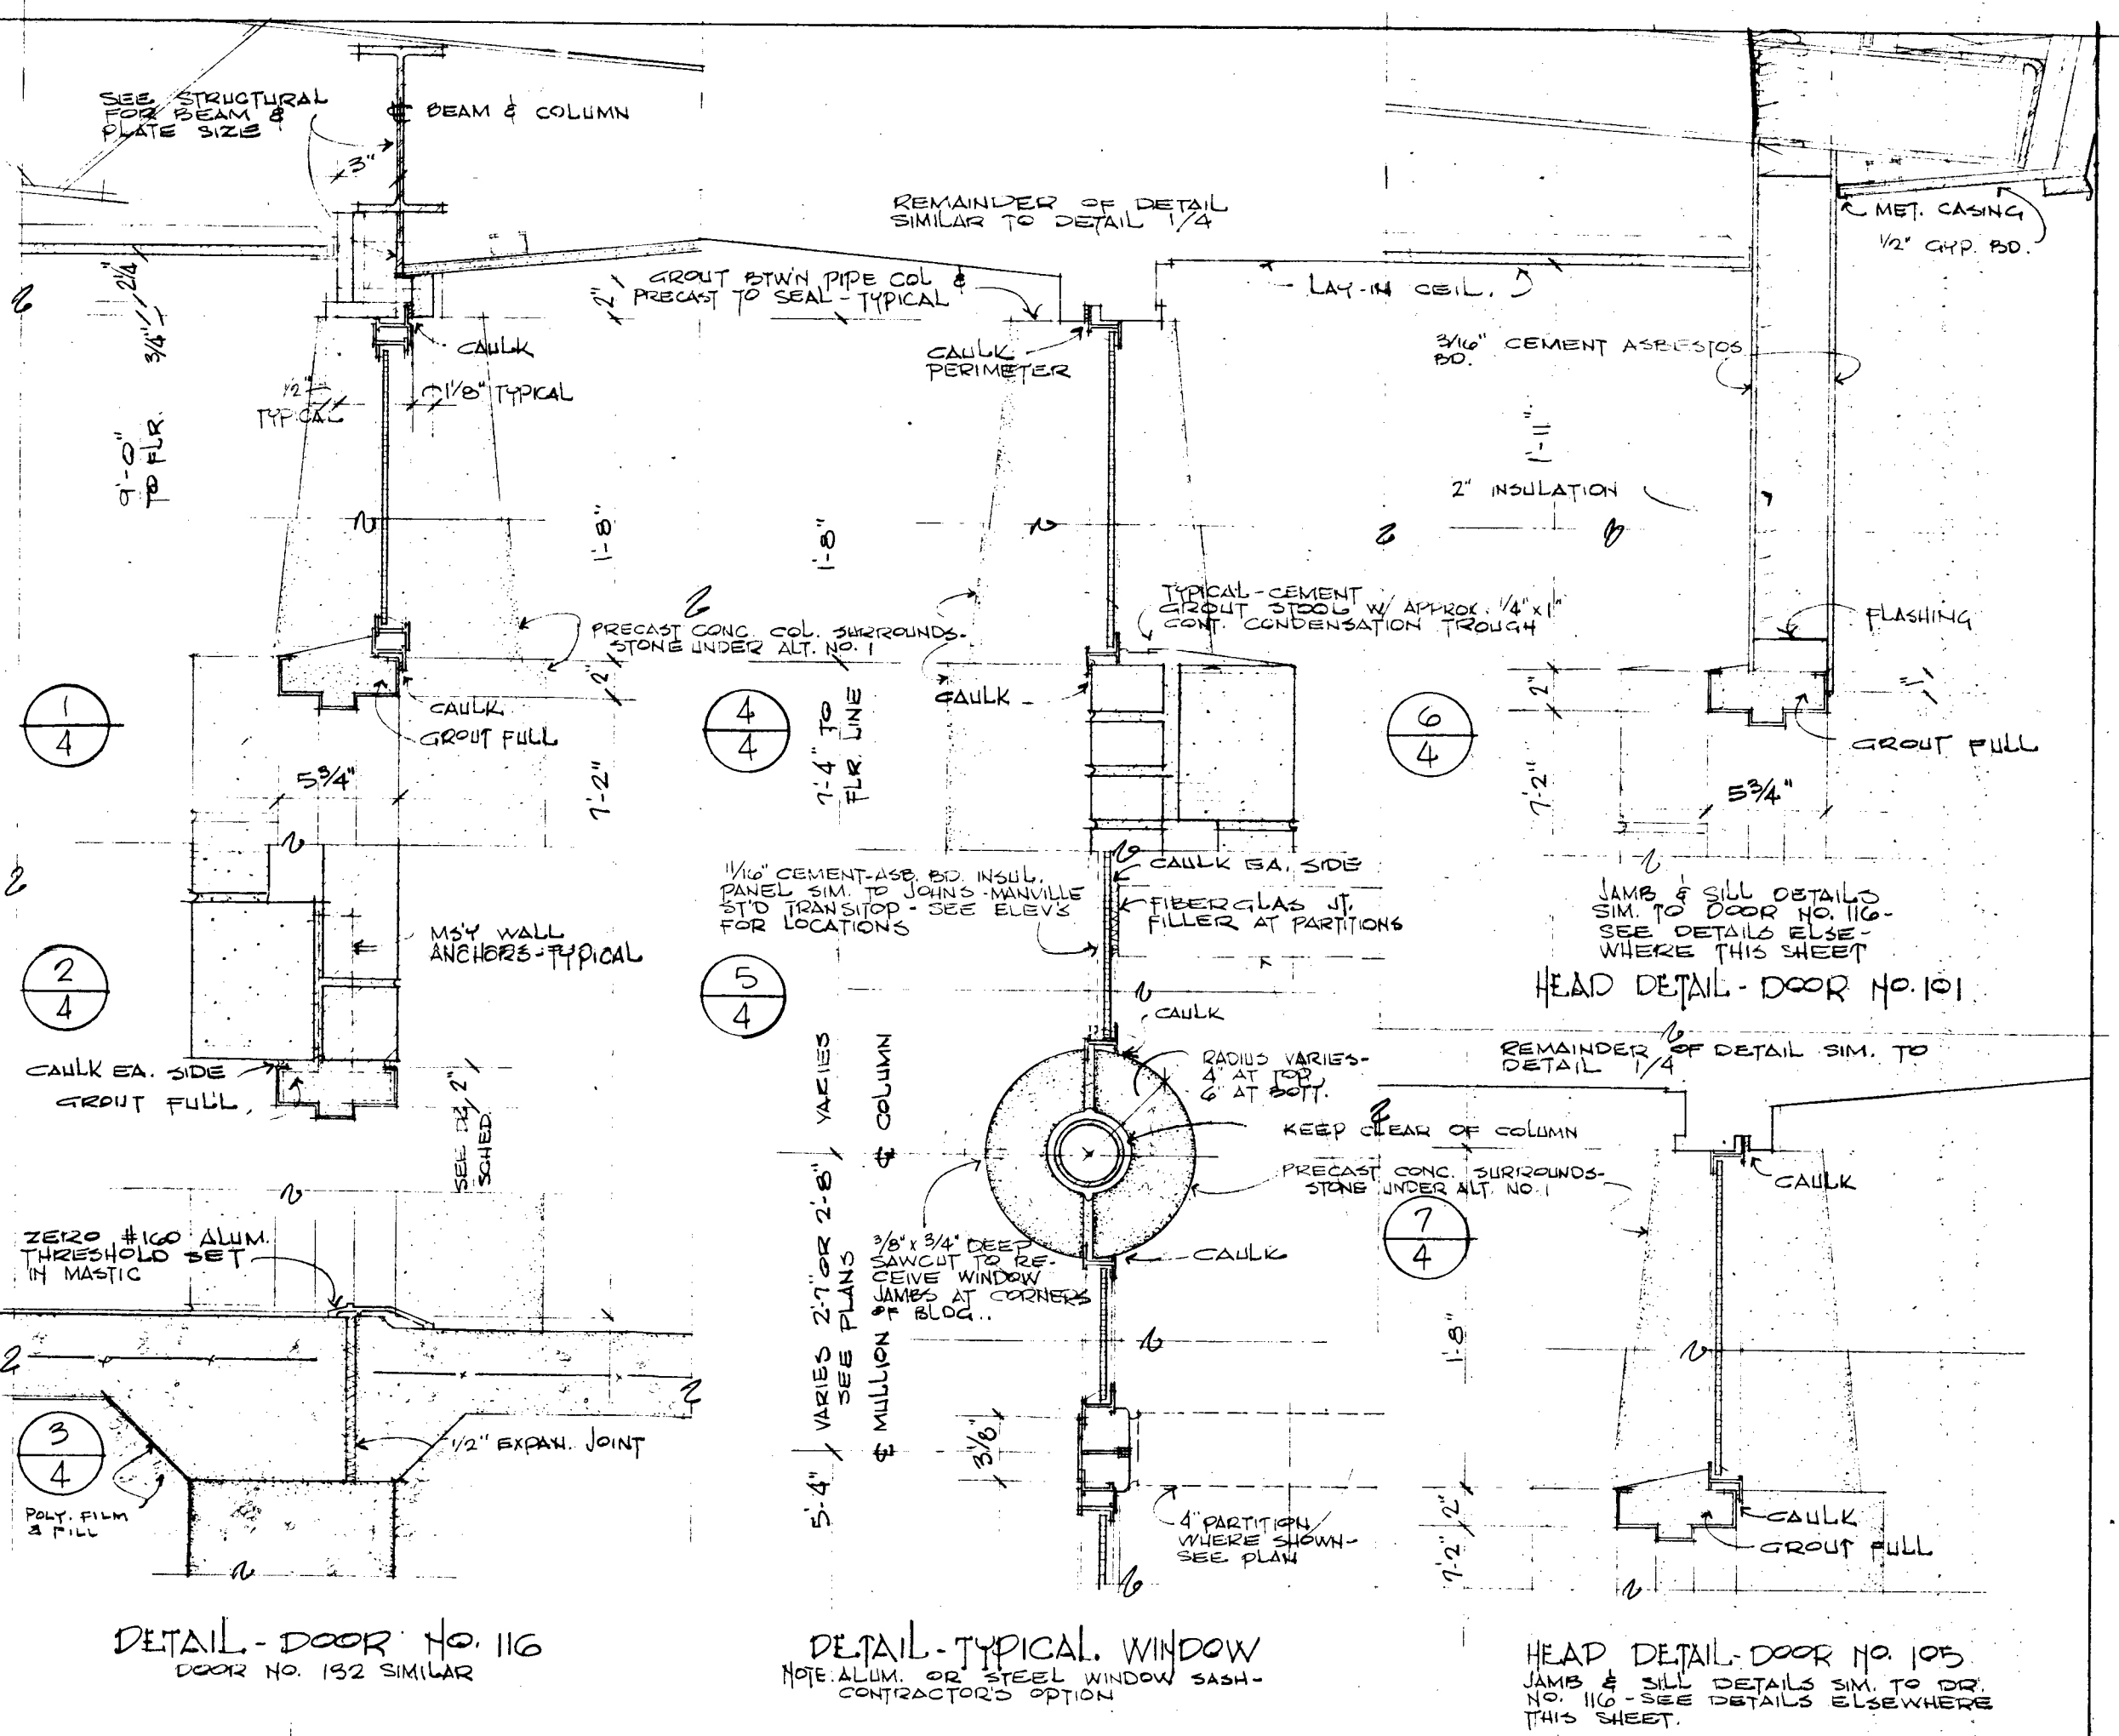 SEE STRUCTURAL
FOR BEAM &
PLATE SIZE
3"
℄ BEAM & COLUMN
2 1/4"
3/4"
9'-0"
TO FLR.
CAULK
1/2"
TYPICAL
1 1/8" TYPICAL
2"
1'-8"
PRECAST CONC. COL. SURROUNDS-
STONE UNDER ALT. NO. 1
2"
7'-2"
CAULK
GROUT FULL
1
4
5 3/4"
2
4
MS'Y WALL
ANCHORS-TYPICAL
CAULK EA. SIDE
GROUT FULL
2"
SEE DR.
SCHED.
ZERO #160 ALUM.
THRESHOLD SET
IN MASTIC
3
4
POLY. FILM
& FILL
1/2" EXPAN. JOINT
DETAIL - DOOR NO. 116
DOOR NO. 132 SIMILAR
REMAINDER OF DETAIL
SIMILAR TO DETAIL 1/4
GROUT BTW'N PIPE COL &
PRECAST TO SEAL - TYPICAL
CAULK
PERIMETER
1'-8"
TYPICAL - CEMENT
GROUT STOOL W/ APPROX. 1/4" x 1"
CONT. CONDENSATION TROUGH
CAULK
4
4
7'-4" TO
FLR. LINE
11/16" CEMENT-ASB. BD. INSUL.
PANEL SIM. TO JOHNS-MANVILLE
ST'D TRANSITOP - SEE ELEV'S
FOR LOCATIONS
CAULK EA. SIDE
FIBERGLAS JT.
FILLER AT PARTITIONS
5
4
CAULK
RADIUS VARIES-
4" AT TOP,
6" AT BOTT.
KEEP CLEAR OF COLUMN
PRECAST CONC. SURROUNDS-
STONE UNDER ALT. NO. 1
VARIES
℄ COLUMN
3/8" x 3/4" DEEP
SAWCUT TO RE-
CEIVE WINDOW
JAMBS AT CORNERS
OF BLDG..
CAULK
VARIES 2'-7" OR 2'-8"
SEE PLANS
℄ MULLION
3 1/8"
5'-4"
4" PARTITION
WHERE SHOWN-
SEE PLAN
DETAIL - TYPICAL WINDOW
NOTE: ALUM. OR STEEL WINDOW SASH-
CONTRACTOR'S OPTION
LAY-IN CEIL.
MET. CASING
1/2" GYP. BD.
3/16" CEMENT ASBESTOS
BD.
1'-11"
2" INSULATION
FLASHING
2"
1"
6
4
GROUT FULL
7'-2"
5 3/4"
JAMB & SILL DETAILS
SIM. TO DOOR NO. 116-
SEE DETAILS ELSE-
WHERE THIS SHEET
HEAD DETAIL - DOOR NO. 101
REMAINDER OF DETAIL SIM. TO
DETAIL 1/4
CAULK
7
4
1'-8"
2"
7'-2"
CAULK
GROUT FULL
HEAD DETAIL - DOOR NO. 105
JAMB & SILL DETAILS SIM. TO DR.
NO. 116 - SEE DETAILS ELSEWHERE
THIS SHEET.